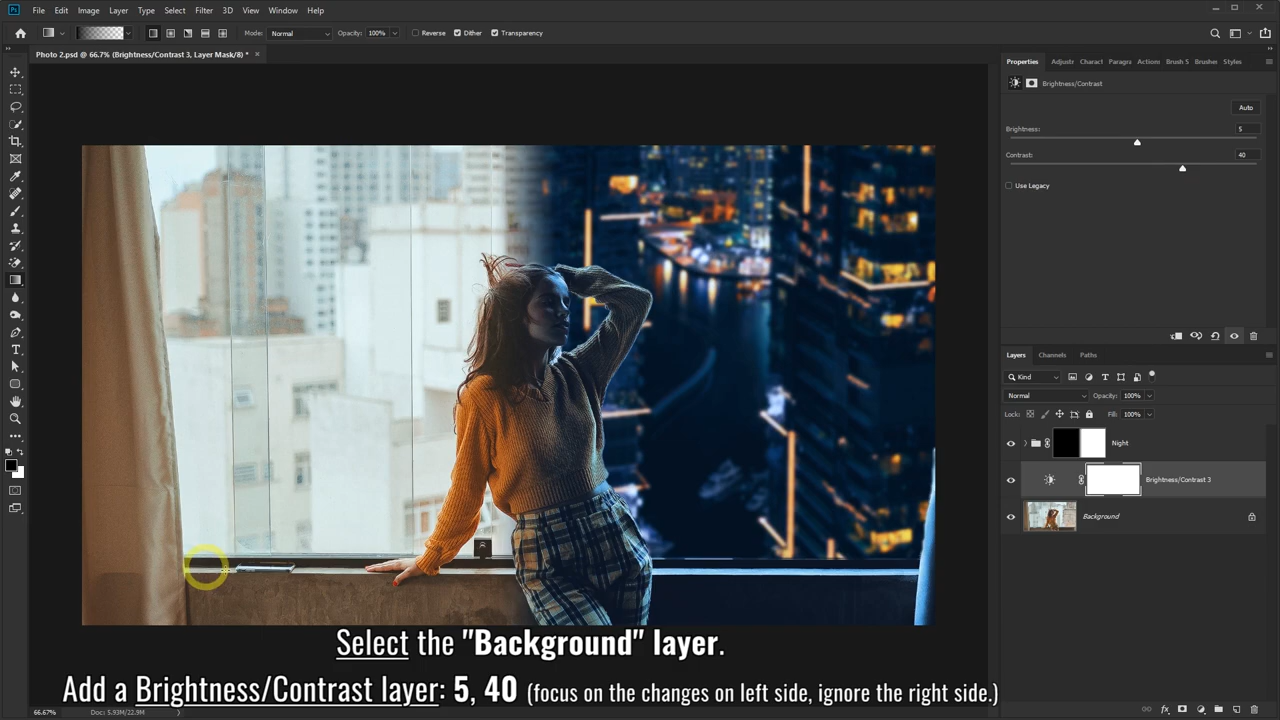 File Edit Image Layer Type Select Filter 3D View Window Help
Mode: Normal Opacity: 100% Reverse Dither Transparency
Photo 2.psd @ 66.7% (Brightness/Contrast 3, Layer Mask/8) *
Properties Adjustr Charact Paragra Actions Brush S Brushes Styles
Brightness/Contrast
Auto
Brightness: 5
Contrast: 40
Use Legacy
Layers Channels Paths
Kind
Normal Opacity: 100%
Lock: Fill: 100%
Night
Brightness/Contrast 3
Background
Select the "Background" layer.
Add a Brightness/Contrast layer: 5, 40 (focus on the changes on left side, ignore the right side.)
66.67% Doc: 5.93M/22.9M